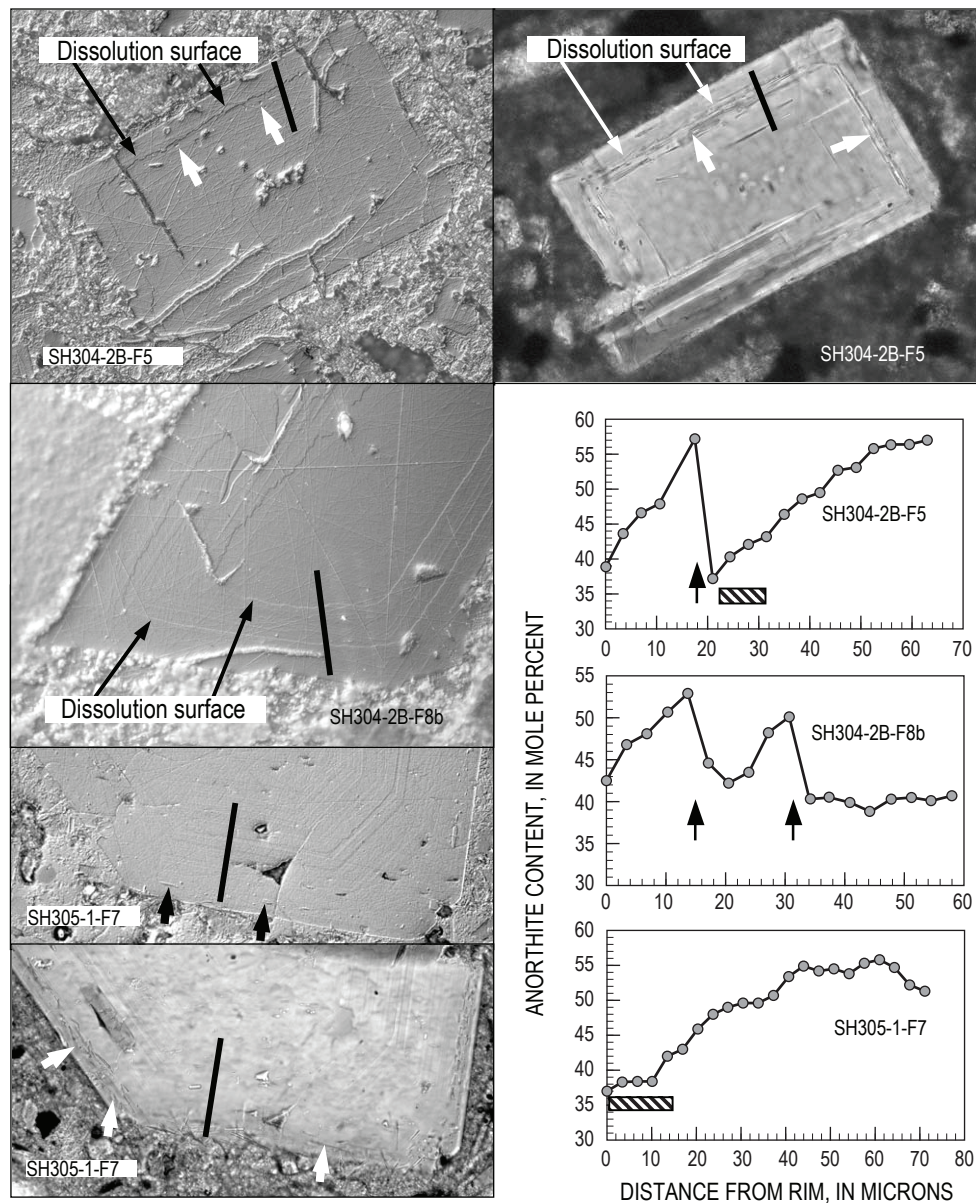 Dissolution surface
SH304-2B-F5
Dissolution surface
SH304-2B-F5
Dissolution surface
SH304-2B-F8b
SH305-1-F7
SH305-1-F7
ANORTHITE CONTENT, IN MOLE PERCENT
60
55
50
45
40
35
30
0 10 20 30 40 50 60 70
SH304-2B-F5
55
50
45
40
35
30
0 10 20 30 40 50 60
SH304-2B-F8b
60
55
50
45
40
35
30
0 10 20 30 40 50 60 70 80
SH305-1-F7
DISTANCE FROM RIM, IN MICRONS